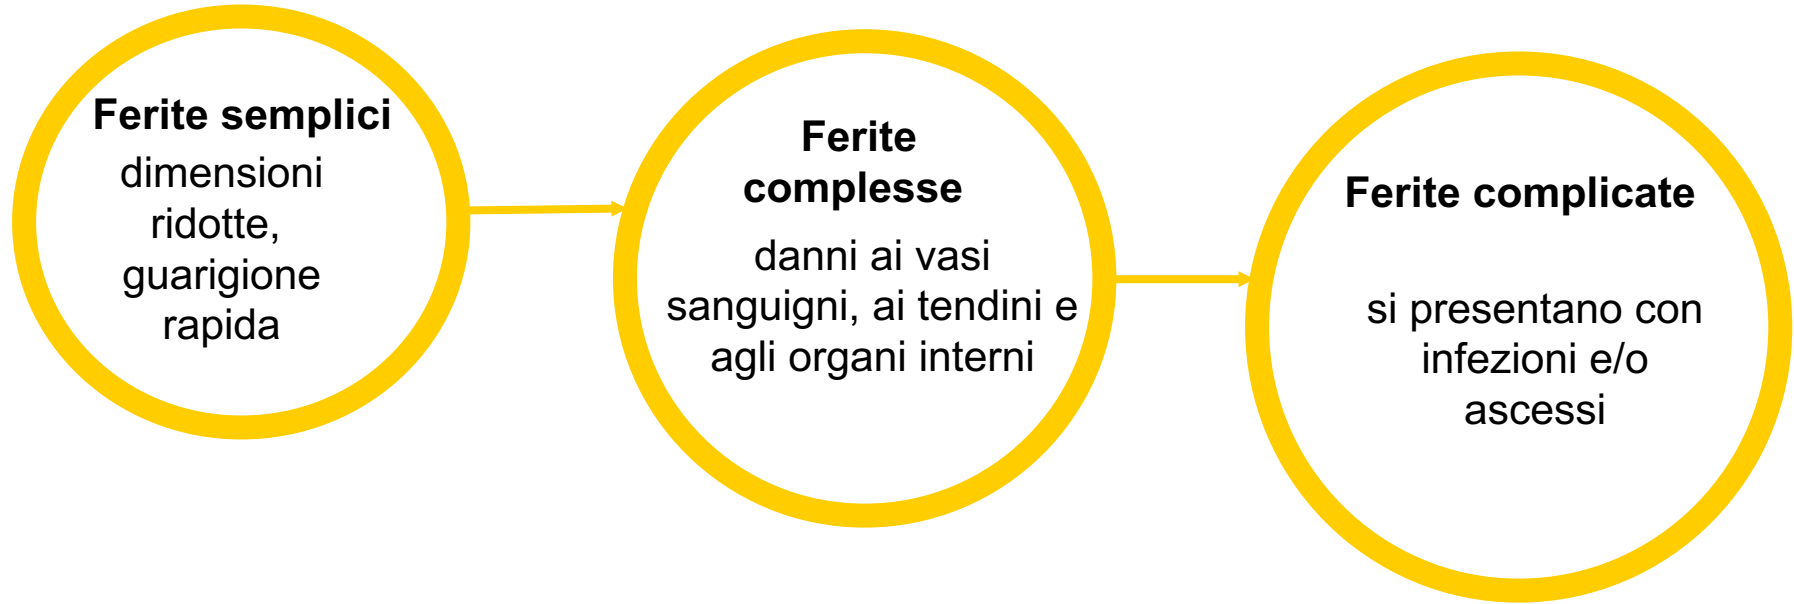 Ferite semplici
dimensioni
ridotte,
guarigione
rapida
Ferite
complesse
danni ai vasi
sanguigni, ai tendini e
agli organi interni
Ferite complicate
si presentano con
infezioni e/o
ascessi